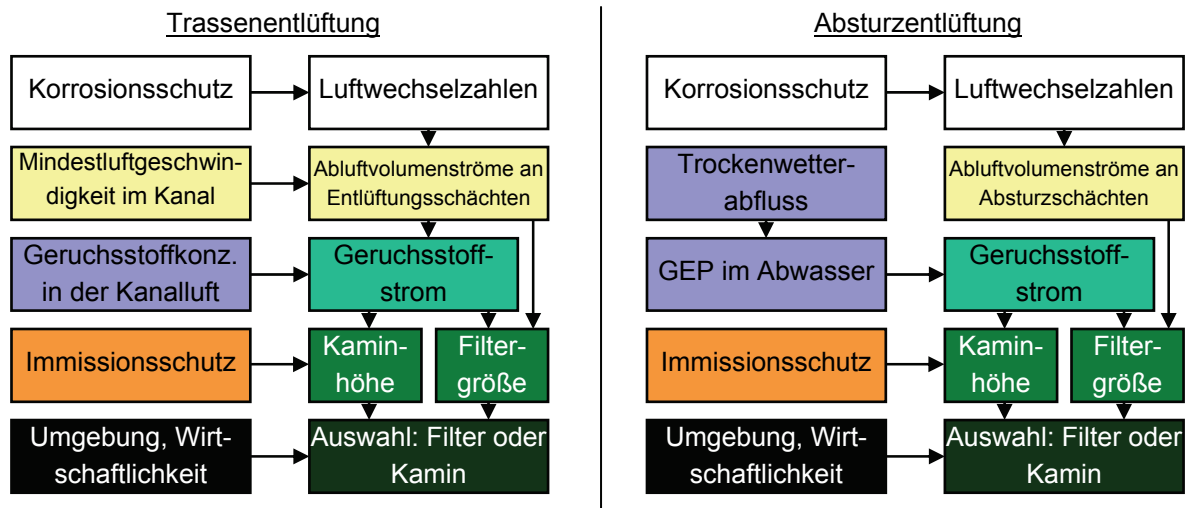 Trassenentlüftung
Korrosionsschutz
Luftwechselzahlen
Mindestluftgeschwin-
digkeit im Kanal
Abluftvolumenströme an
Entlüftungsschächten
Geruchsstoffkonz.
in der Kanalluft
Geruchsstoff-
strom
Immissionsschutz
Kamin-
höhe
Filter-
größe
Umgebung, Wirt-
schaftlichkeit
Auswahl: Filter oder
Kamin
Absturzentlüftung
Korrosionsschutz
Luftwechselzahlen
Trockenwetter-
abfluss
Abluftvolumenströme an
Absturzschächten
GEP im Abwasser
Geruchsstoff-
strom
Immissionsschutz
Kamin-
höhe
Filter-
größe
Umgebung, Wirt-
schaftlichkeit
Auswahl: Filter oder
Kamin